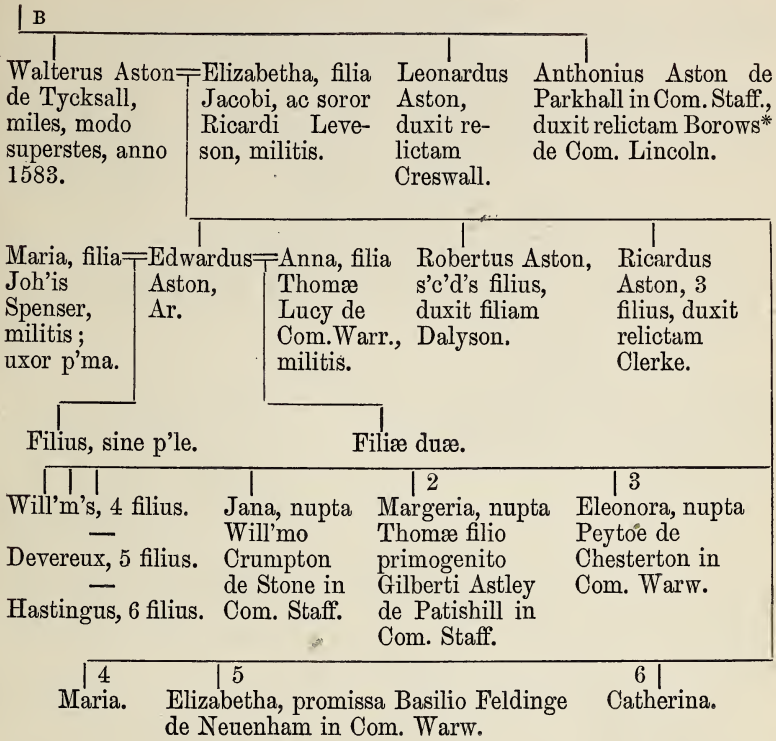 B
Walterus Aston
de Tycksall,
miles, modo
superstes, anno
1583.
Elizabetha, filia
Jacobi, ac soror
Ricardi Leve-
son, militis.
Leonardus
Aston,
duxit re-
lictam
Creswall.
Anthonius Aston de
Parkhall in Com. Staff.,
duxit relictam Borows*
de Com. Lincoln.
Maria, filia
Joh'is
Spenser,
militis;
uxor p'ma.
Edwardus
Aston,
Ar.
Anna, filia
Thomæ
Lucy de
Com. Warr.,
militis.
Robertus Aston,
s'c'd's filius,
duxit filiam
Dalyson.
Ricardus
Aston, 3
filius, duxit
relictam
Clerke.
Filius, sine p'le.
Filiæ duæ.
Will'm's, 4 filius.
Devereux, 5 filius.
Hastingus, 6 filius.
Jana, nupta
Will'mo
Crumpton
de Stone in
Com. Staff.
2
Margeria, nupta
Thomæ filio
primogenito
Gilberti Astley
de Patishill in
Com. Staff.
3
Eleonora, nupta
Peytoe de
Chesterton in
Com. Warw.
4
Maria.
5
Elizabetha, promissa Basilio Feldinge
de Neuenham in Com. Warw.
6
Catherina.